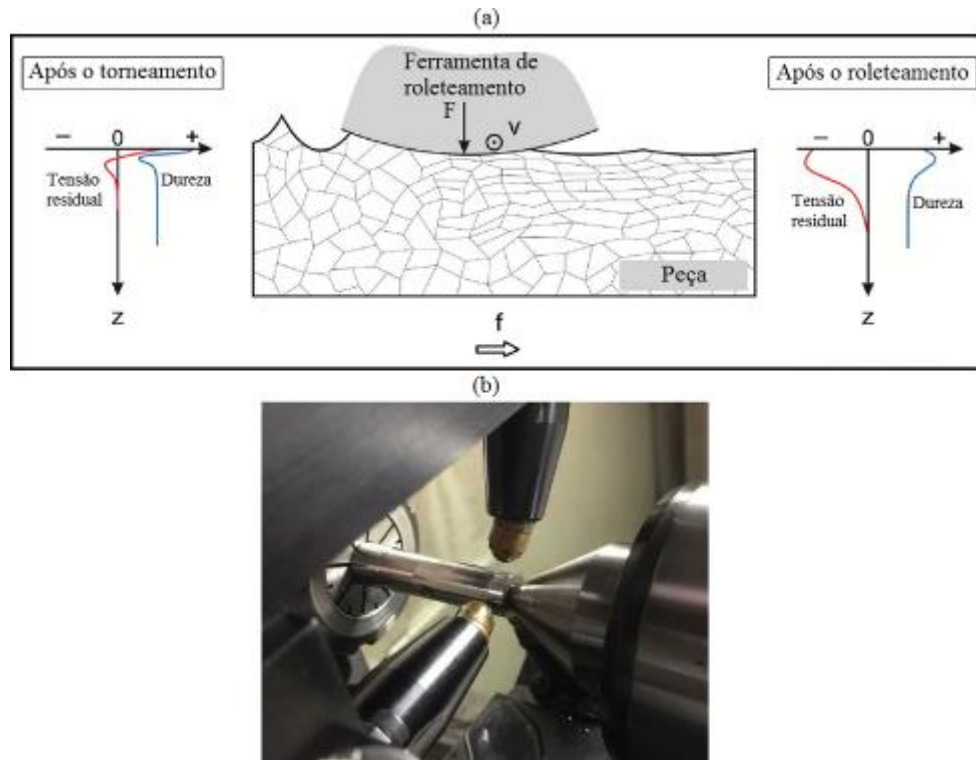 (a)
Após o torneamento
Ferramenta de
roleteamento
Após o roleteamento
F
V
− 0 +
Tensão
residual
Dureza
− 0 +
Tensão
residual
Dureza
Peça
z
f
z
(b)